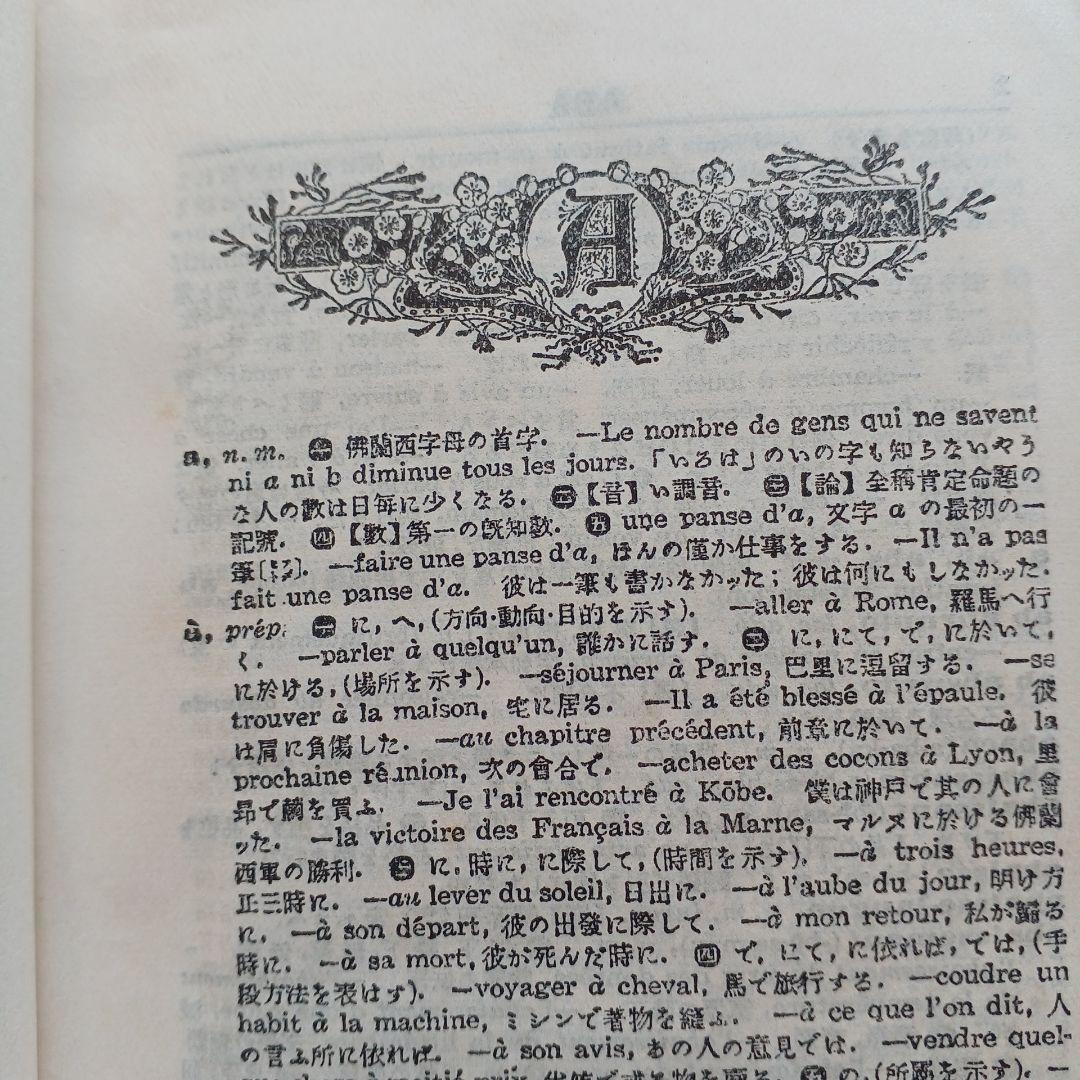 A
a, n. m. ㊀ 佛蘭西字母の首字. —Le nombre de gens qui ne savent
ni a ni b diminue tous les jours.「いろは」のいの字も知らないやう
な人の數は日毎に少くなる. ㊁【音】い調音. ㊂【論】全稱肯定命題の
記號. ㊃【數】第一の既知數. ㊄ une panse d'a, 文字 a の最初の一
筆. —faire une panse d'a, ほんの僅か仕事をする. —Il n'a pas
fait une panse d'a. 彼は一筆も書かなかッた; 彼は何にもしなかッた.
à, prép. ㊀ に, へ, (方向·動向·目的を示す). —aller à Rome, 羅馬へ行
く. —parler à quelqu'un, 誰かに話す. ㊁ に, にて, で, に於いて,
に於ける, (場所を示す). —séjourner à Paris, 巴里に逗留する. —se
trouver à la maison, 宅に居る. —Il a été blessé à l'épaule. 彼
は肩に負傷した. —au chapitre précédent, 前章に於いて. —à la
prochaine réunion, 次の會合で. —acheter des cocons à Lyon, 里
昂で繭を買ふ. —Je l'ai rencontré à Kōbe. 僕は神戸で其の人に會
ッた. —la victoire des Français à la Marne, マルヌに於ける佛蘭
西軍の勝利. ㊂ に, 時に, に際して, (時間を示す). —à trois heures,
正三時に. —au lever du soleil, 日出に. —à l'aube du jour, 明け方
に. —à son départ, 彼の出發に際して. —à mon retour, 私が歸る
時に. —à sa mort, 彼が死んだ時に. ㊃ で, にて, に依れば, では, (手
段方法を表はす). —voyager à cheval, 馬で旅行する. —coudre un
habit à la machine, ミシンで著物を縫ふ. —à ce que l'on dit, 人
の言ふ所に依れば. —à son avis, あの人の意見では. —vendre quel-
㊄ の, (所屬を示す). —